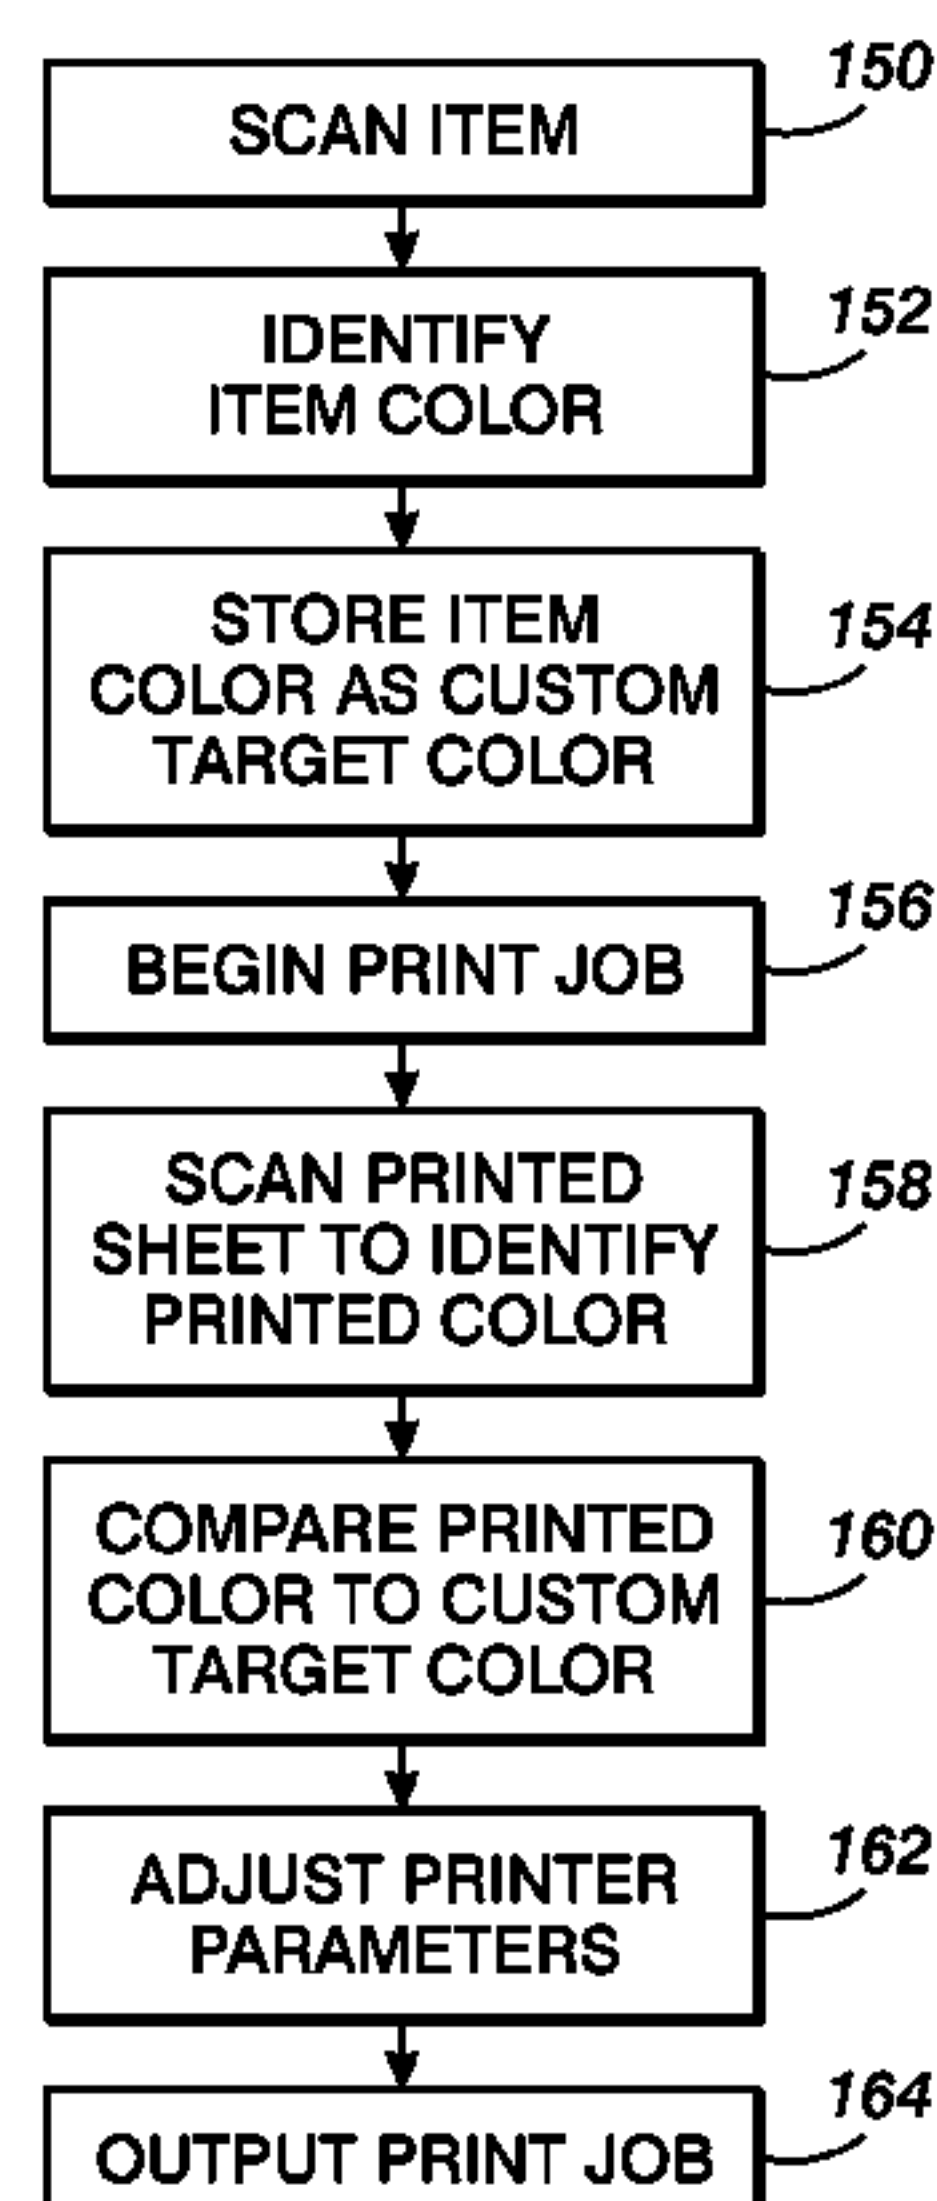 150
SCAN ITEM
152
IDENTIFY
ITEM COLOR
154
STORE ITEM
COLOR AS CUSTOM
TARGET COLOR
156
BEGIN PRINT JOB
158
SCAN PRINTED
SHEET TO IDENTIFY
PRINTED COLOR
160
COMPARE PRINTED
COLOR TO CUSTOM
TARGET COLOR
162
ADJUST PRINTER
PARAMETERS
164
OUTPUT PRINT JOB